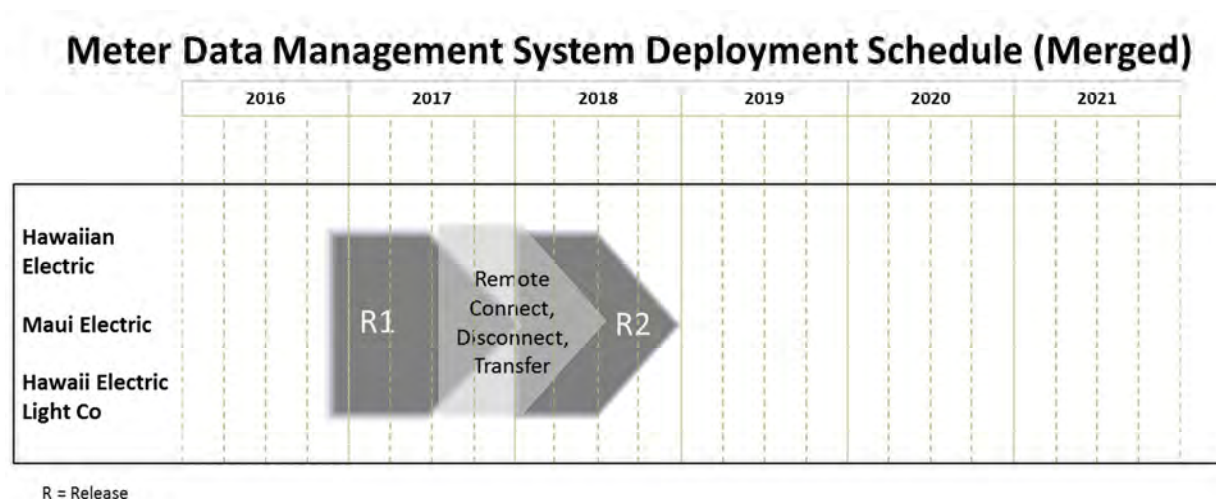 Meter Data Management System Deployment Schedule (Merged)
2016 2017 2018 2019 2020 2021
Hawaiian
Electric
Maui Electric
Hawaii Electric
Light Co
R1
Remote
Connect,
Disconnect,
Transfer
R2
R = Release